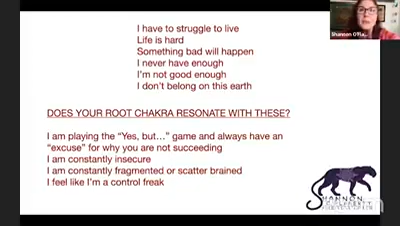 Shannon
I have to struggle to live
Life is hard
Something bad will happen
I never have enough
I'm not good enough
I don't belong on this earth
DOES YOUR ROOT CHAKRA RESONATE WITH THESE?
I am playing the "Yes, but…" game and always have an
"excuse" for why you are not succeeding
I am constantly insecure
I am constantly fragmented or scatter brained
I feel like I'm a control freak
SHANNON